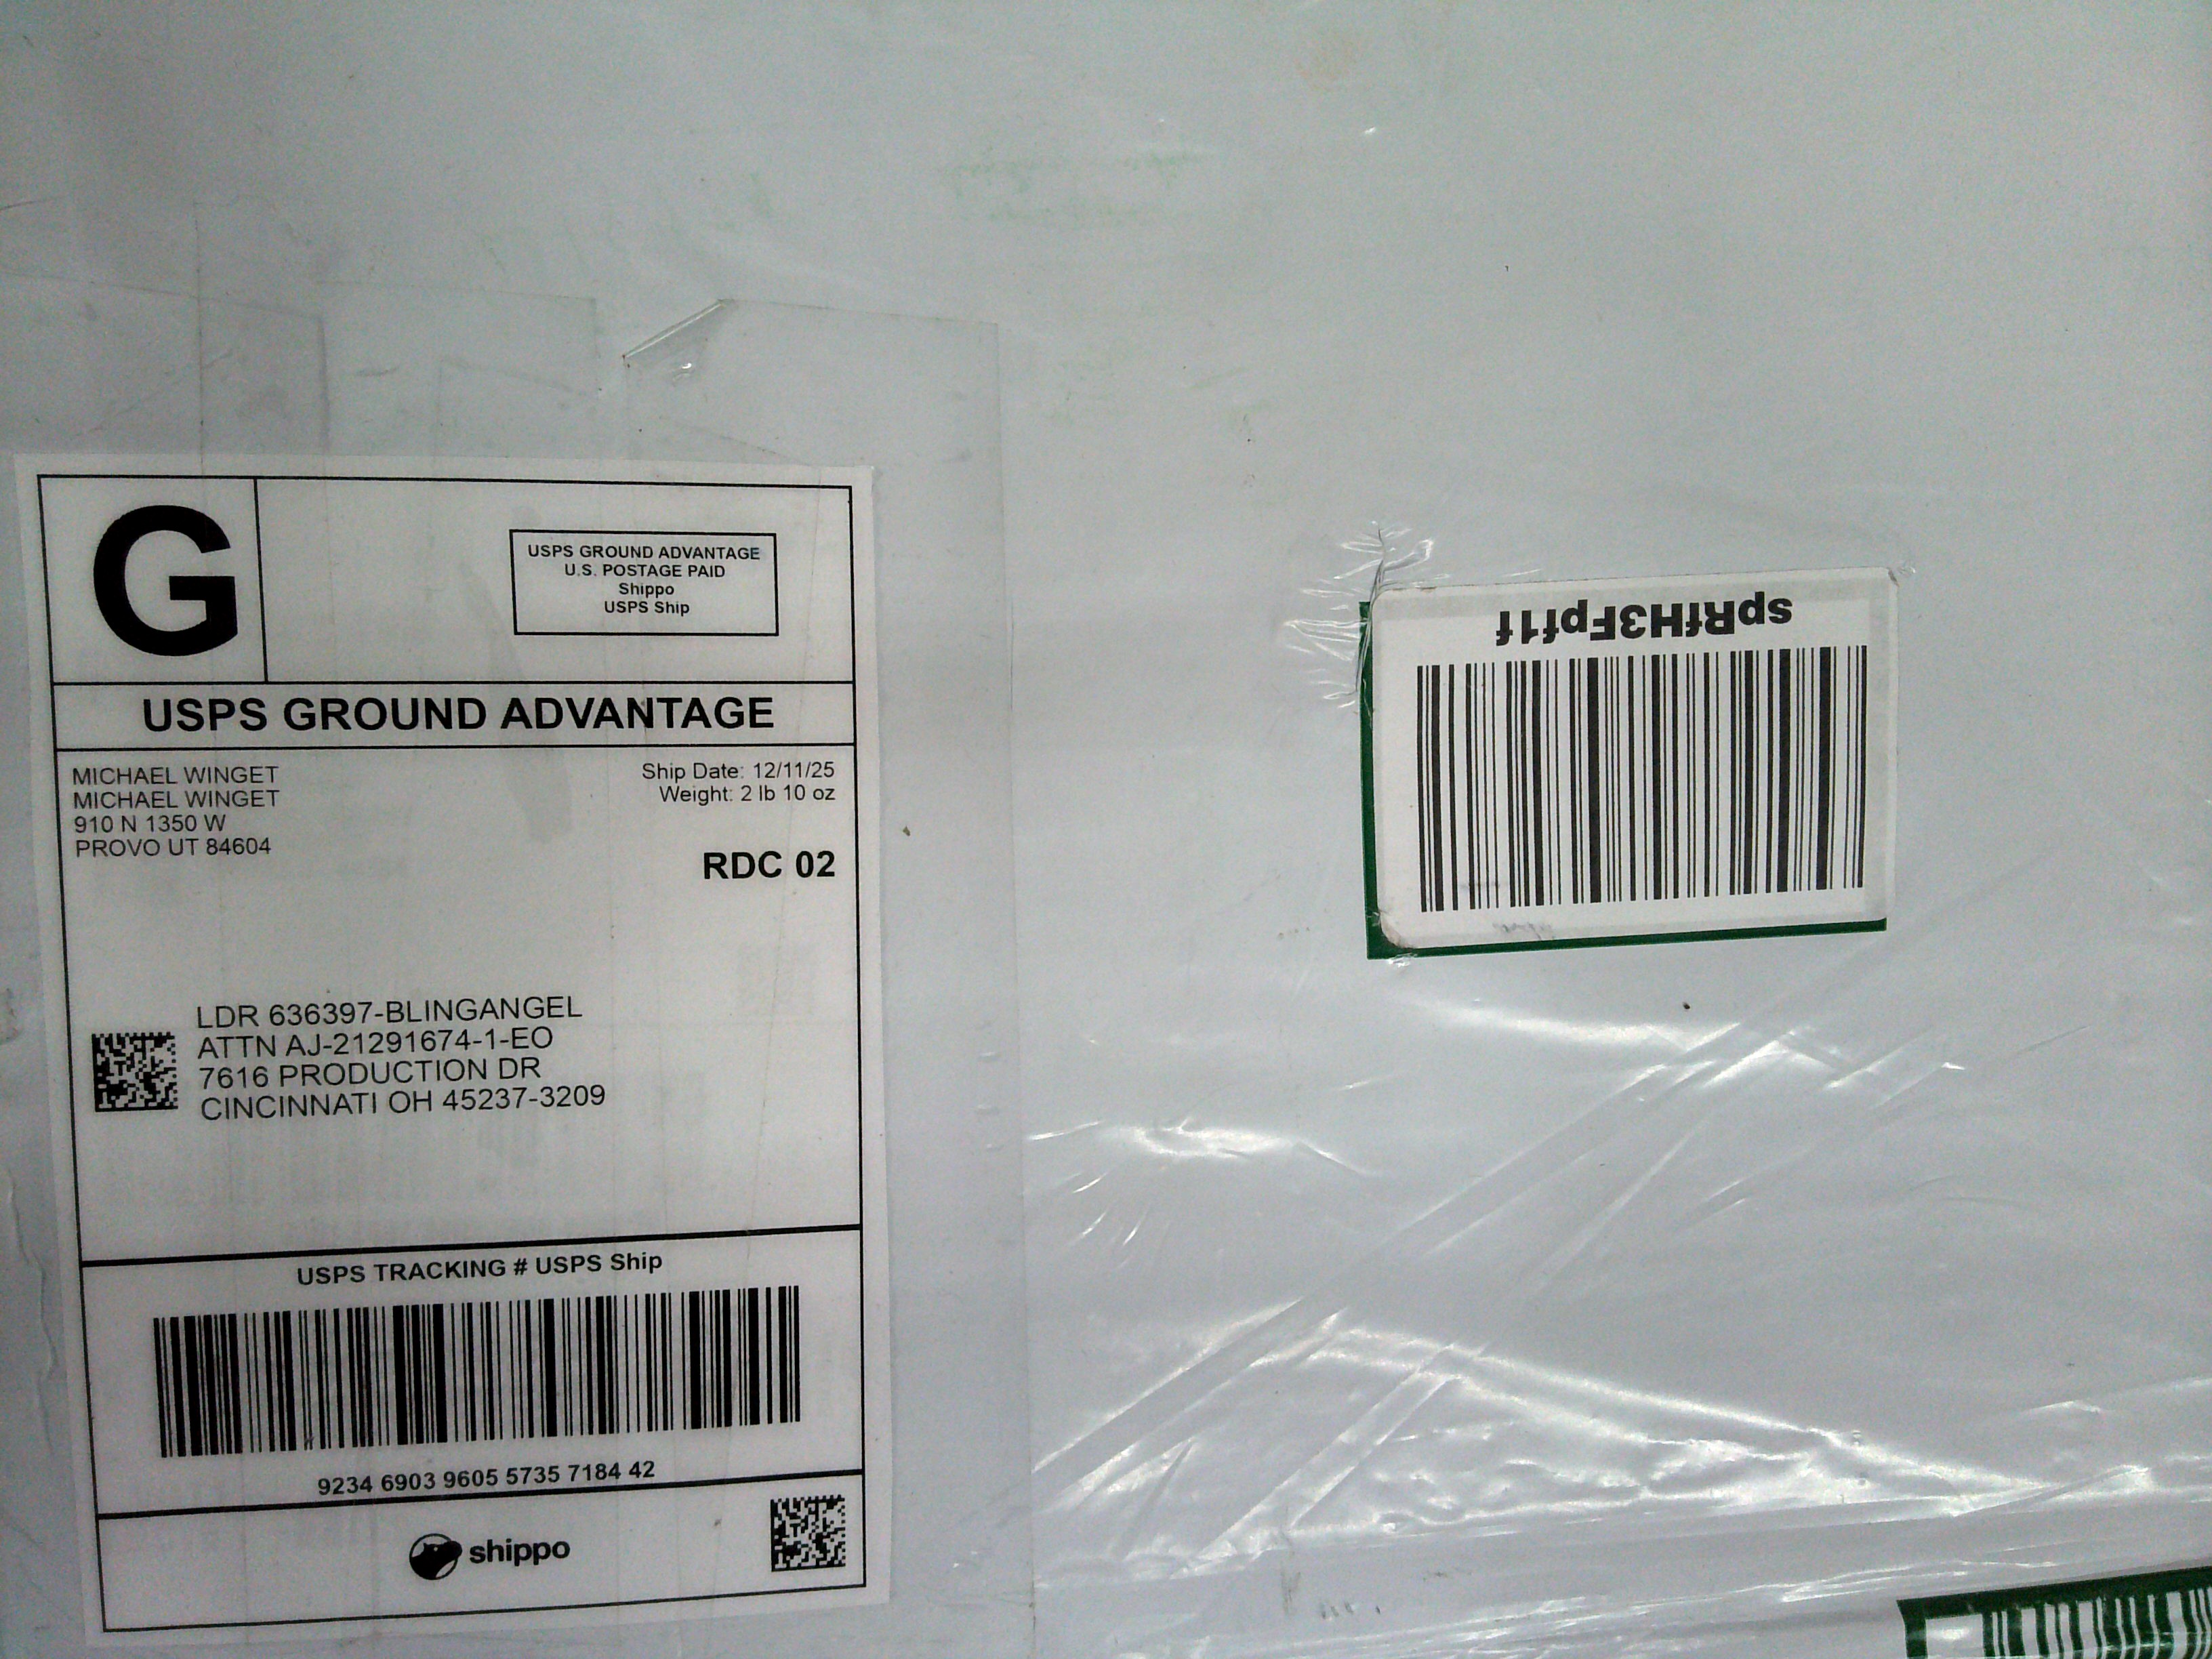 G
USPS GROUND ADVANTAGE
U.S. POSTAGE PAID
Shippo
USPS Ship
USPS GROUND ADVANTAGE
MICHAEL WINGET
MICHAEL WINGET
910 N 1350 W
PROVO UT 84604
Ship Date: 12/11/25
Weight: 2 lb 10 oz
RDC 02
LDR 636397-BLINGANGEL
ATTN AJ-21291674-1-EO
7616 PRODUCTION DR
CINCINNATI OH 45237-3209
USPS TRACKING # USPS Ship
9234 6903 9605 5735 7184 42
shippo
spRfH3Fpf1f